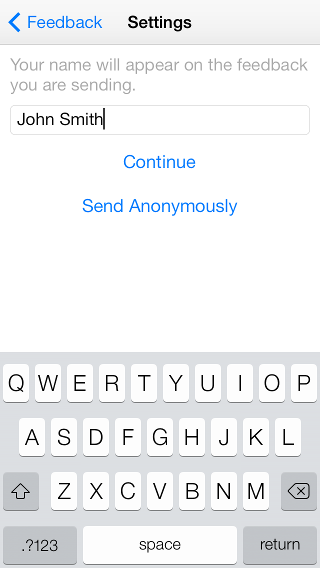 Feedback Settings
Your name will appear on the feedback
you are sending.
John Smith
Continue
Send Anonymously
Q W E R T Y U I O P
A S D F G H J K L
Z X C V B N M
.?123 space return